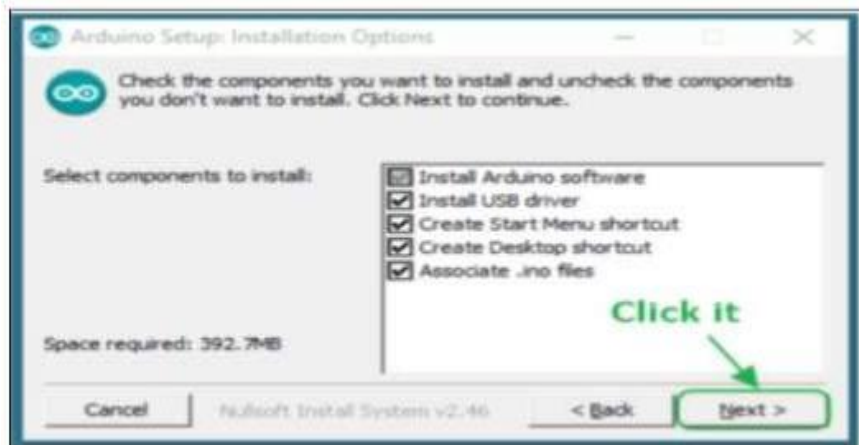 Arduino Setup: Installation Options
Check the components you want to install and uncheck the components
you don't want to install. Click Next to continue.
Select components to install:
Install Arduino software
Install USB driver
Create Start Menu shortcut
Create Desktop shortcut
Associate .ino files
Click it
Space required: 392.7MB
Cancel
Nullsoft Install System v2.46
< Back
Next >